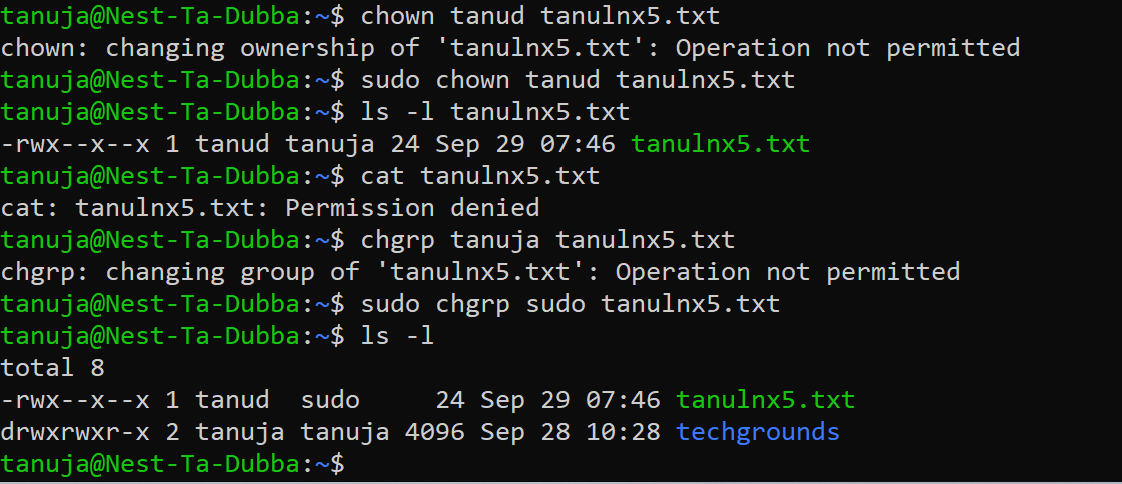 tanuja@Nest-Ta-Dubba:~$ chown tanud tanulnx5.txt
chown: changing ownership of 'tanulnx5.txt': Operation not permitted
tanuja@Nest-Ta-Dubba:~$ sudo chown tanud tanulnx5.txt
tanuja@Nest-Ta-Dubba:~$ ls -l tanulnx5.txt
-rwx--x--x 1 tanud tanuja 24 Sep 29 07:46 tanulnx5.txt
tanuja@Nest-Ta-Dubba:~$ cat tanulnx5.txt
cat: tanulnx5.txt: Permission denied
tanuja@Nest-Ta-Dubba:~$ chgrp tanuja tanulnx5.txt
chgrp: changing group of 'tanulnx5.txt': Operation not permitted
tanuja@Nest-Ta-Dubba:~$ sudo chgrp sudo tanulnx5.txt
tanuja@Nest-Ta-Dubba:~$ ls -l
total 8
-rwx--x--x 1 tanud  sudo     24 Sep 29 07:46 tanulnx5.txt
drwxrwxr-x 2 tanuja tanuja 4096 Sep 28 10:28 techgrounds
tanuja@Nest-Ta-Dubba:~$